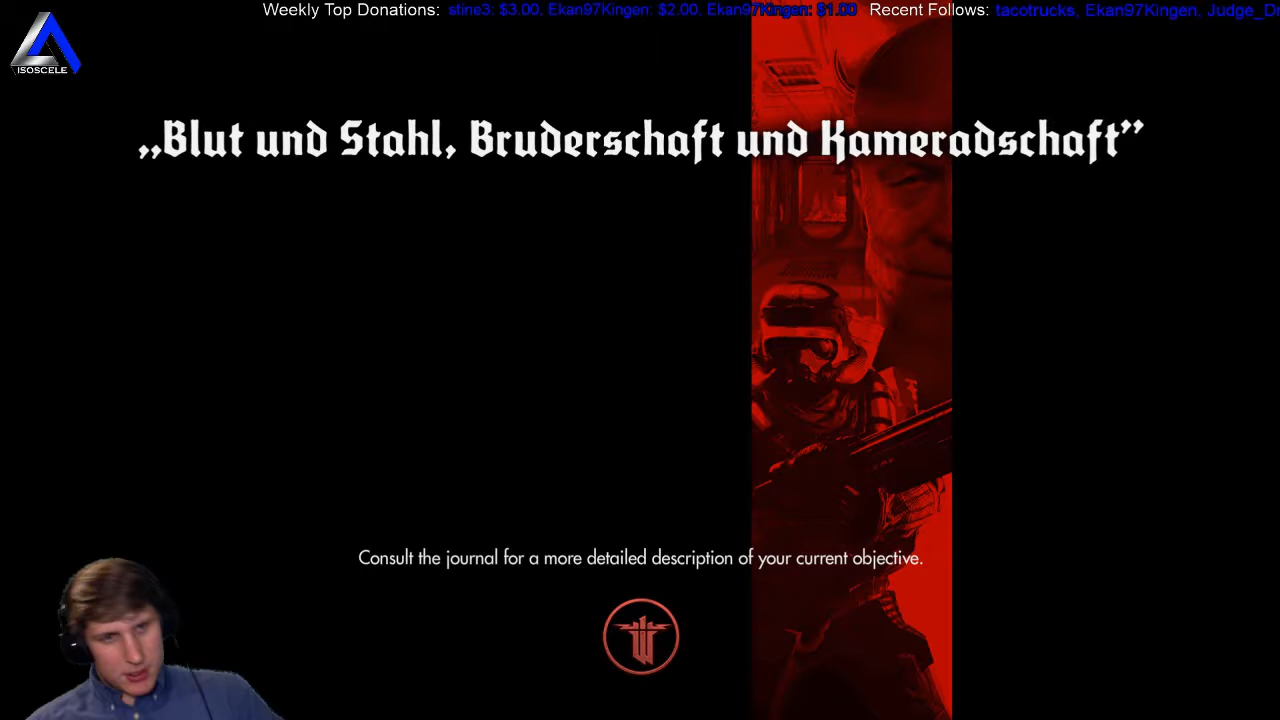 Weekly Top Donations: stine3: $3.00, Ekan97Kingen: $2.00, Ekan97Kingen: $1.00 Recent Follows: tacotrucks, Ekan97Kingen, Judge_Dr
ISOSCELE
„Blut und Stahl, Bruderschaft und Kameradschaft”
Consult the journal for a more detailed description of your current objective.